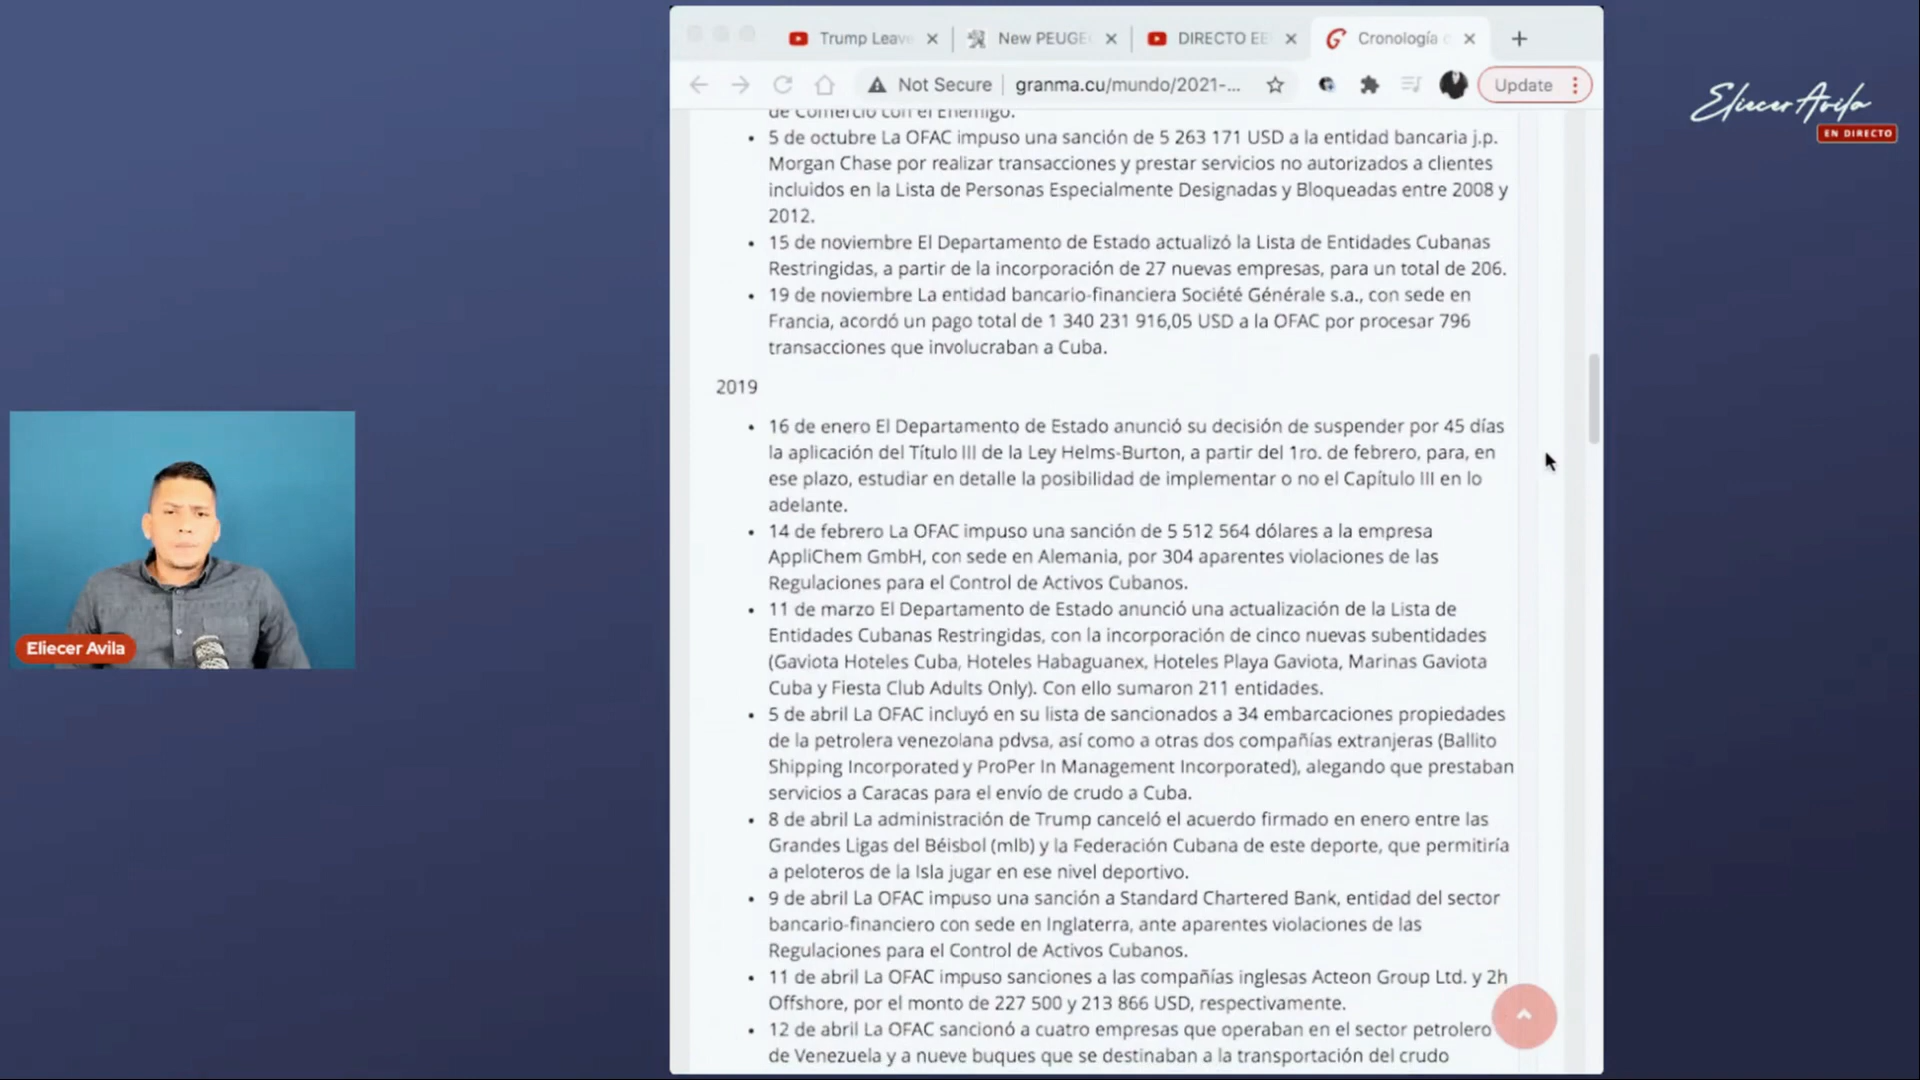 Trump Leave
New PEUGE
DIRECTO EE
Cronología c
Not Secure
granma.cu/mundo/2021-...
Update
Eliecer Avila
EN DIRECTO
de Comercio con el Enemigo.
• 5 de octubre La OFAC impuso una sanción de 5 263 171 USD a la entidad bancaria j.p.
Morgan Chase por realizar transacciones y prestar servicios no autorizados a clientes
incluidos en la Lista de Personas Especialmente Designadas y Bloqueadas entre 2008 y
2012.
• 15 de noviembre El Departamento de Estado actualizó la Lista de Entidades Cubanas
Restringidas, a partir de la incorporación de 27 nuevas empresas, para un total de 206.
• 19 de noviembre La entidad bancario-financiera Société Générale s.a., con sede en
Francia, acordó un pago total de 1 340 231 916,05 USD a la OFAC por procesar 796
transacciones que involucraban a Cuba.
2019
• 16 de enero El Departamento de Estado anunció su decisión de suspender por 45 días
la aplicación del Título III de la Ley Helms-Burton, a partir del 1ro. de febrero, para, en
ese plazo, estudiar en detalle la posibilidad de implementar o no el Capítulo III en lo
adelante.
• 14 de febrero La OFAC impuso una sanción de 5 512 564 dólares a la empresa
AppliChem GmbH, con sede en Alemania, por 304 aparentes violaciones de las
Regulaciones para el Control de Activos Cubanos.
• 11 de marzo El Departamento de Estado anunció una actualización de la Lista de
Entidades Cubanas Restringidas, con la incorporación de cinco nuevas subentidades
(Gaviota Hoteles Cuba, Hoteles Habaguanex, Hoteles Playa Gaviota, Marinas Gaviota
Cuba y Fiesta Club Adults Only). Con ello sumaron 211 entidades.
• 5 de abril La OFAC incluyó en su lista de sancionados a 34 embarcaciones propiedades
de la petrolera venezolana pdvsa, así como a otras dos compañías extranjeras (Ballito
Shipping Incorporated y ProPer In Management Incorporated), alegando que prestaban
servicios a Caracas para el envío de crudo a Cuba.
• 8 de abril La administración de Trump canceló el acuerdo firmado en enero entre las
Grandes Ligas del Béisbol (mlb) y la Federación Cubana de este deporte, que permitiría
a peloteros de la Isla jugar en ese nivel deportivo.
• 9 de abril La OFAC impuso una sanción a Standard Chartered Bank, entidad del sector
bancario-financiero con sede en Inglaterra, ante aparentes violaciones de las
Regulaciones para el Control de Activos Cubanos.
• 11 de abril La OFAC impuso sanciones a las compañías inglesas Acteon Group Ltd. y 2h
Offshore, por el monto de 227 500 y 213 866 USD, respectivamente.
• 12 de abril La OFAC sancionó a cuatro empresas que operaban en el sector petrolero
de Venezuela y a nueve buques que se destinaban a la transportación del crudo
Eliecer Avila